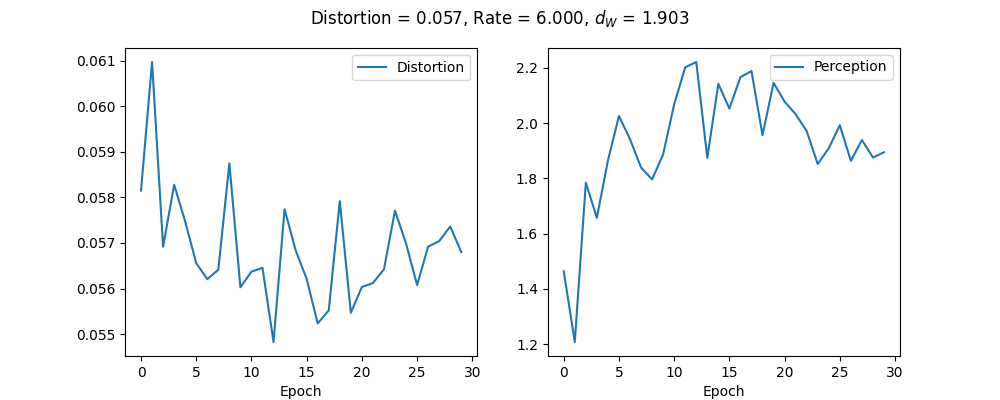 Distortion = 0.057, Rate = 6.000, d_W = 1.903
Distortion
0.061
0.060
0.059
0.058
0.057
0.056
0.055
0 5 10 15 20 25 30
Epoch
Perception
2.2
2.0
1.8
1.6
1.4
1.2
0 5 10 15 20 25 30
Epoch